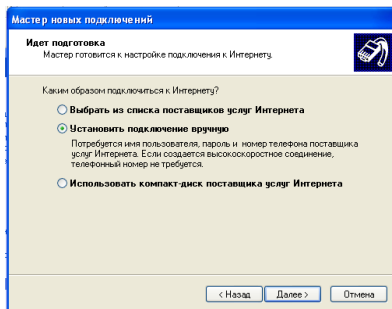 Мастер новых подключений
Идет подготовка
Мастер готовится к настройке подключения к Интернету.
Каким образом подключиться к Интернету?
Выбрать из списка поставщиков услуг Интернета
Установить подключение вручную
Потребуется имя пользователя, пароль и номер телефона поставщика
услуг Интернета. Если создается высокоскоростное соединение,
телефонный номер не требуется.
Использовать компакт-диск поставщика услуг Интернета
< Назад Далее > Отмена